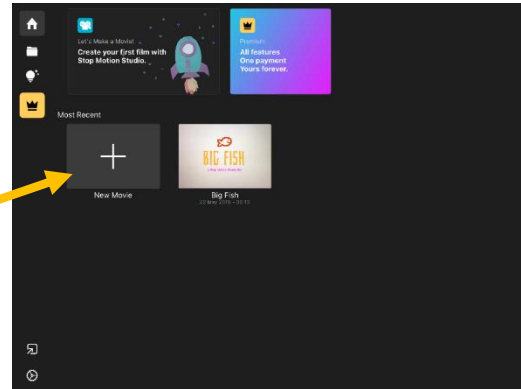 Let's Make a Movie!
Create your first film with
Stop Motion Studio.
Premium
All features
One payment
Yours forever.
Most Recent
BIG FISH
New Movie
Big Fish